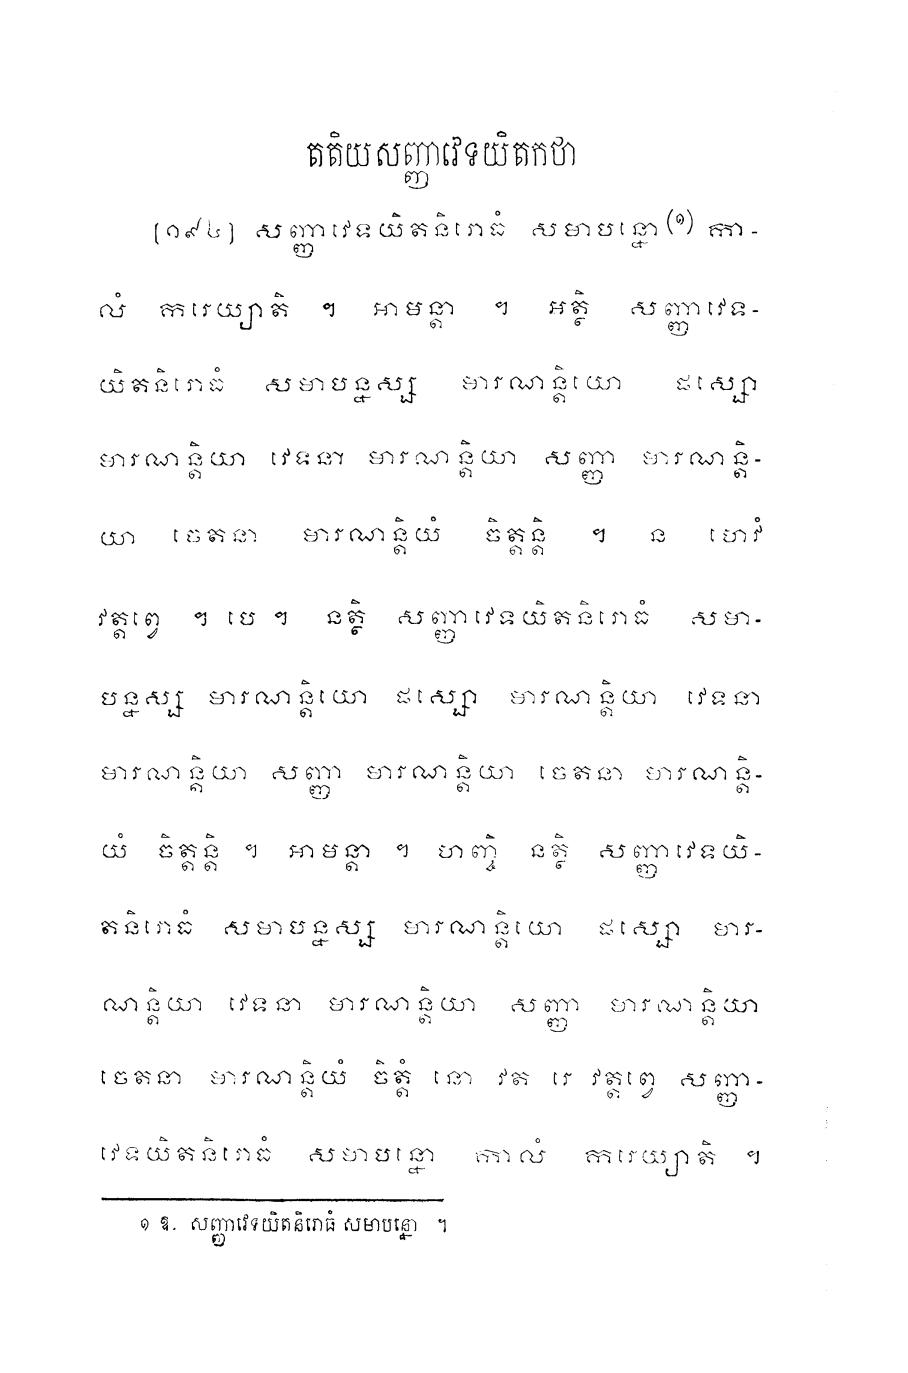 តតិយសញ្ញាវេទយិតកថា
[១៩៤] សញ្ញាវេទយិតនិរោធំ សមាបន្នោ(១) កា-
លំ ករេយ្យាតិ ។ អាមន្តា ។ អត្ថិ សញ្ញាវេទ-
យិតនិរោធំ សមាបន្នស្ស មារណន្តិយោ ផស្សោ
មារណន្តិយា វេទនា មារណន្តិយា សញ្ញា មារណន្តិ-
យា ចេតនា មារណន្តិយំ ចិត្តន្តិ ។ ន ហេវំ
វត្តព្វេ ។ បេ ។ នត្ថិ សញ្ញាវេទយិតនិរោធំ សមា-
បន្នស្ស មារណន្តិយោ ផស្សោ មារណន្តិយា វេទនា
មារណន្តិយា សញ្ញា មារណន្តិយា ចេតនា មារណន្តិ-
យំ ចិត្តន្តិ ។ អាមន្តា ។ ហញ្ចិ នត្ថិ សញ្ញាវេទយិ-
តនិរោធំ សមាបន្នស្ស មារណន្តិយោ ផស្សោ មារ-
ណន្តិយា វេទនា មារណន្តិយា សញ្ញា មារណន្តិយា
ចេតនា មារណន្តិយំ ចិត្តំ នោ វត រេ វត្តព្វេ សញ្ញា-
វេទយិតនិរោធំ សមាបន្នោ កាលំ ករេយ្យាតិ ។
១ ឱ. សញ្ញាវេទយិតនិរោធំ សមាបន្នោ ។